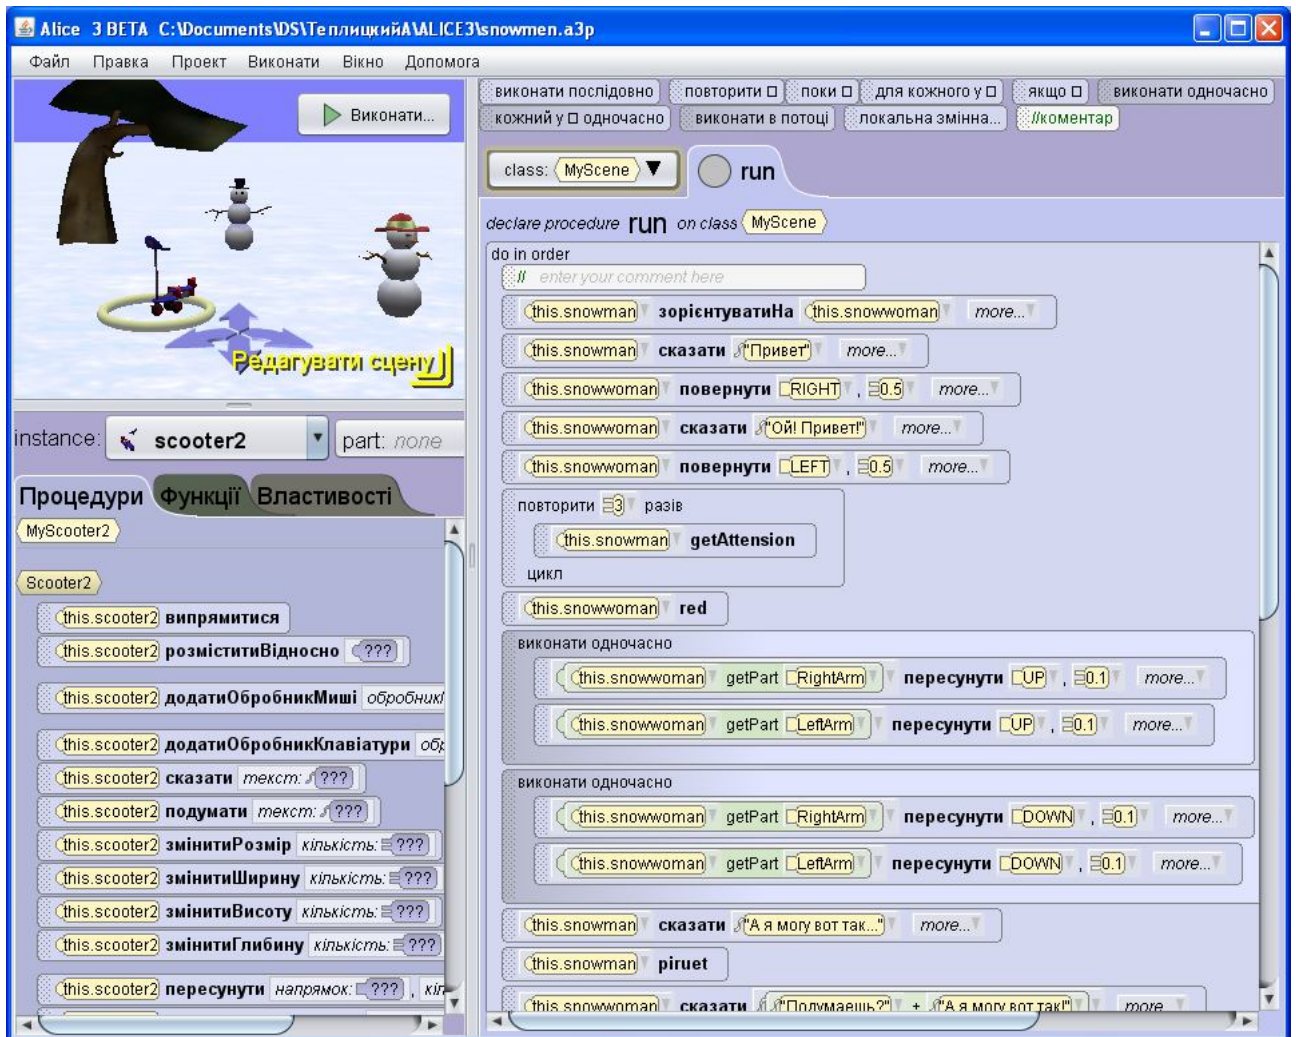 Alice 3 BETA C:\Documents\DS\ТеплицкийА\ALICE3\snowmen.a3p
Файл Правка Проект Виконати Вікно Допомога
Виконати...
Редагувати сцену
instance: scooter2 part: none
Процедури Функції Властивості
MyScooter2
Scooter2
this.scooter2 випрямитися
this.scooter2 розміститиВідносно ???
this.scooter2 додатиОбробникМиші
this.scooter2 додатиОбробникКлавіатури
this.scooter2 сказати текст: ???
this.scooter2 подумати текст: ???
this.scooter2 змінитиРозмір кількість: ???
this.scooter2 змінитиШирину кількість: ???
this.scooter2 змінитиВисоту кількість: ???
this.scooter2 змінитиГлибину кількість: ???
this.scooter2 пересунути напрямок: ??? ,
виконати послідовно повторити поки для кожного у якщо виконати одночасно
кожний у одночасно виконати в потоці локальна змінна... //коментар
class: MyScene run
declare procedure run on class MyScene
do in order
// enter your comment here
this.snowman зорієнтуватиНа this.snowwoman more...
this.snowman сказати "Привет" more...
this.snowwoman повернути RIGHT , 0.5 more...
this.snowwoman сказати "Ой! Привет!" more...
this.snowwoman повернути LEFT , 0.5 more...
повторити 3 разів
this.snowman getAttension
цикл
this.snowwoman red
виконати одночасно
this.snowwoman getPart RightArm пересунути UP , 0.1 more...
this.snowwoman getPart LeftArm пересунути UP , 0.1 more...
виконати одночасно
this.snowwoman getPart RightArm пересунути DOWN , 0.1 more...
this.snowwoman getPart LeftArm пересунути DOWN , 0.1 more...
this.snowman сказати "А я могу вот так..." more...
this.snowman piruet
this.snowwoman сказати "Подумаешь?" + "А я могу вот так!" more